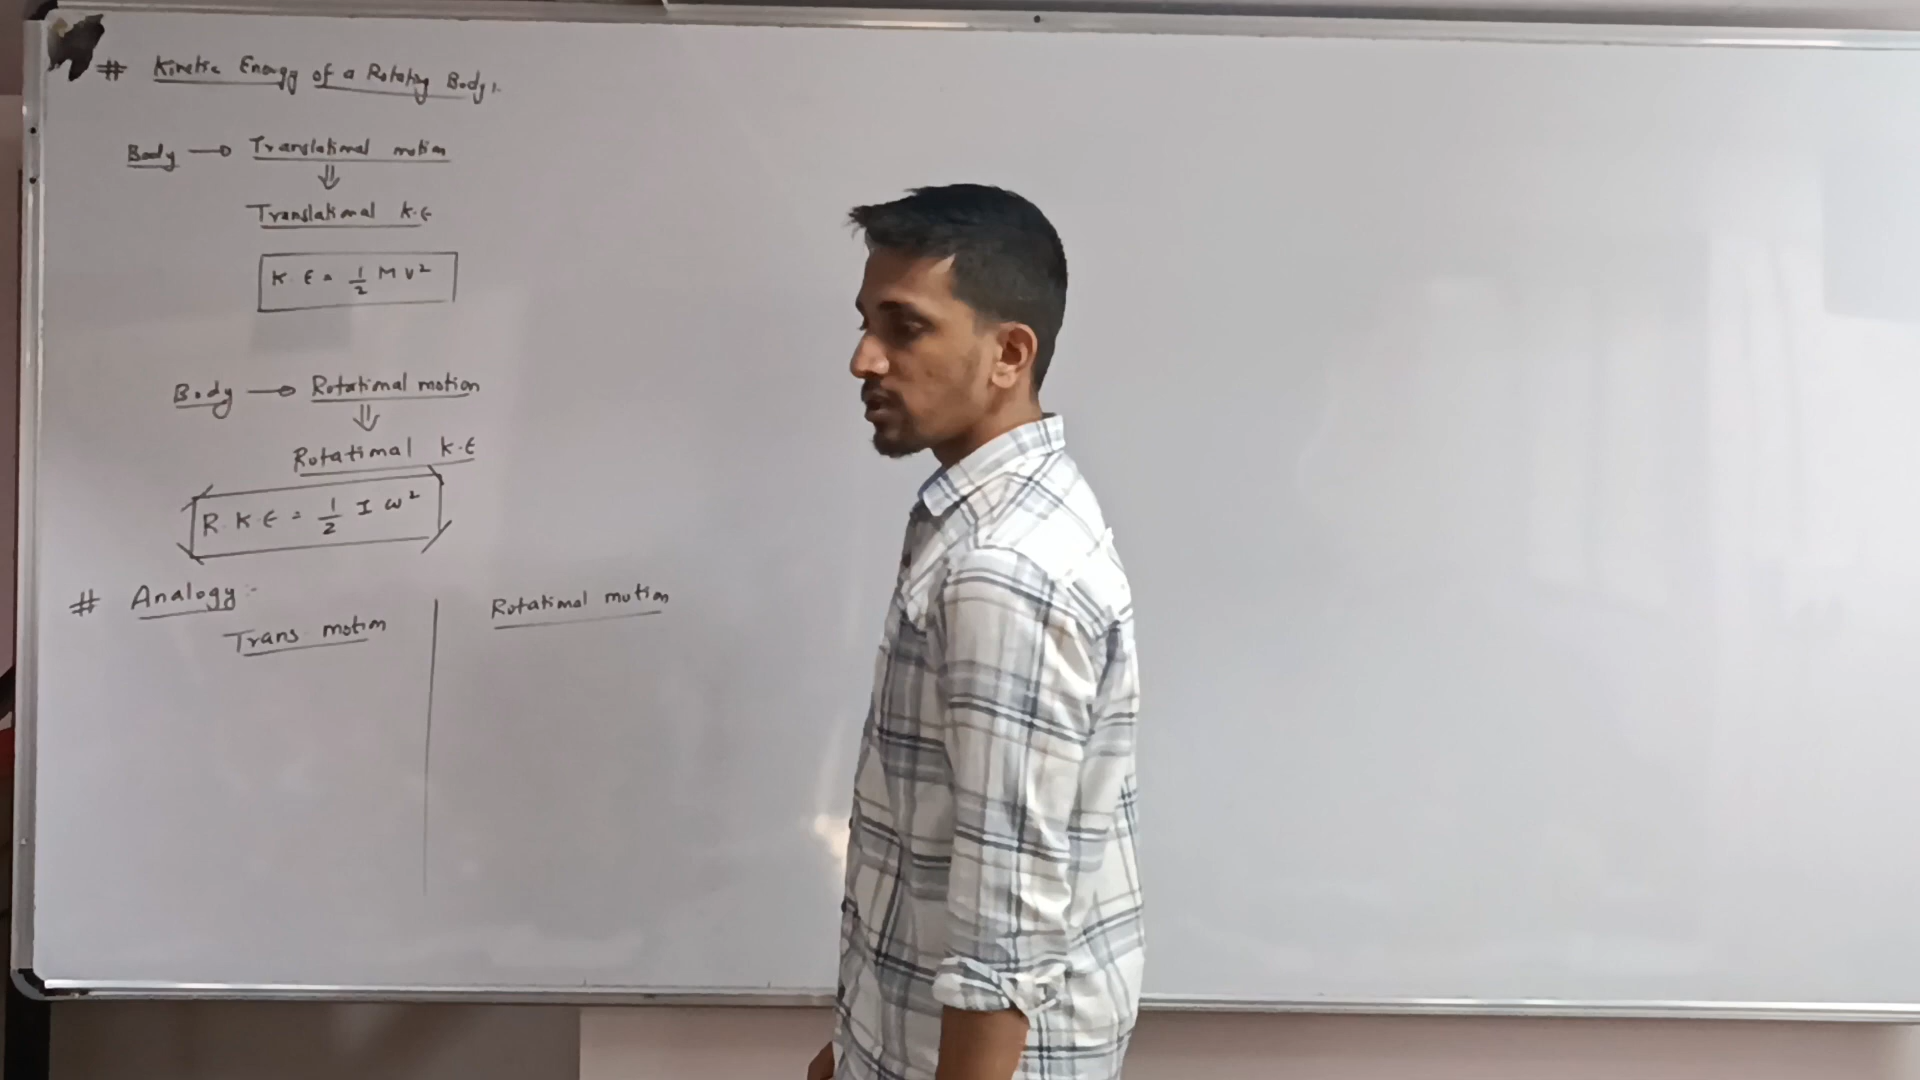 # Kinetic Energy of a Rotating Body:-
Body → Translational motion
⇓
Translational K.E
K.E = 1/2 M V²
Body → Rotational motion
⇓
Rotational K.E
R.K.E = 1/2 I ω²
# Analogy:-
Trans. motion
Rotational motion